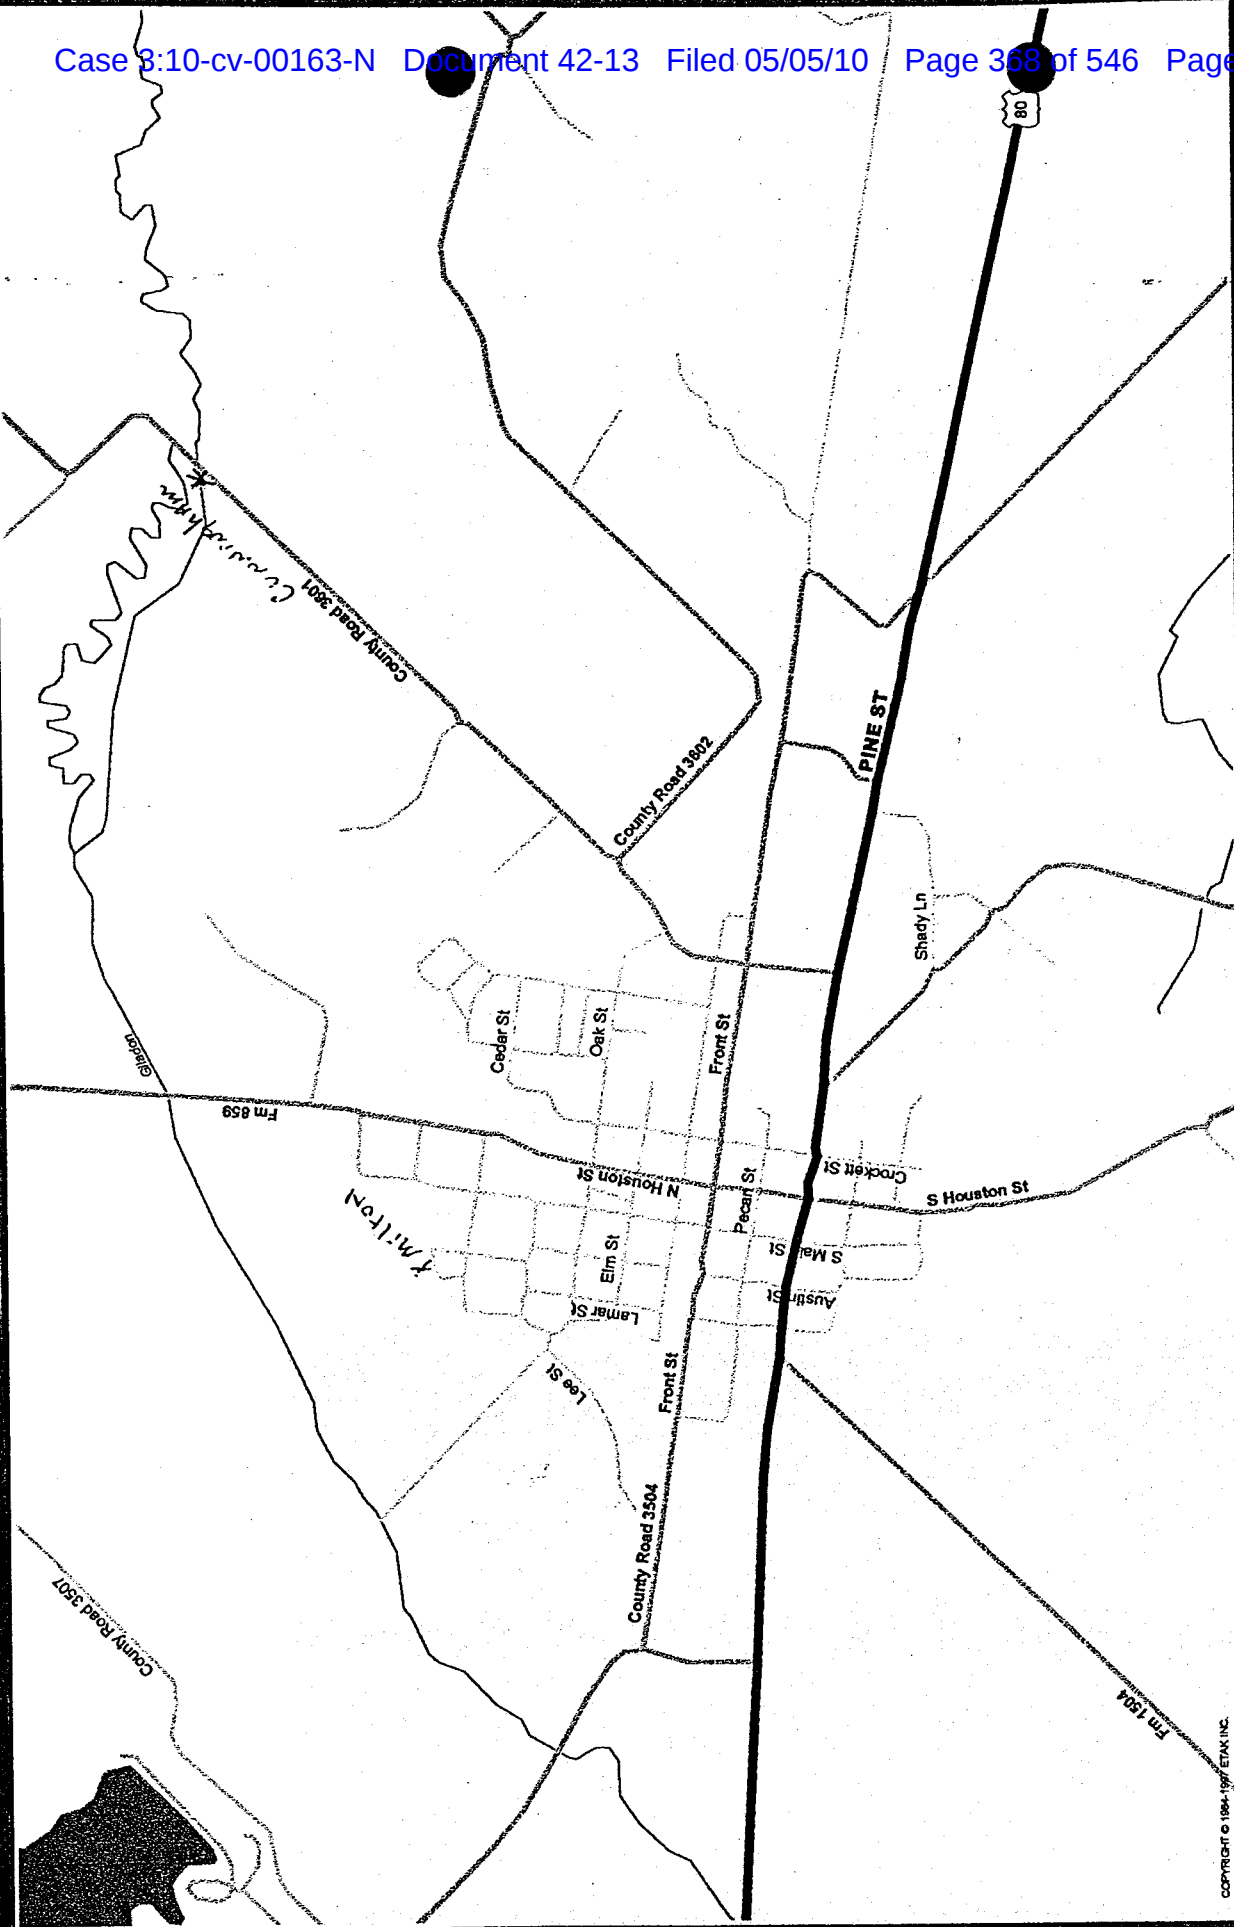 Case 3:10-cv-00163-N Document 42-13 Filed 05/05/10 Page 368 of 546 Page
80
Cunningham
County Road 3601
County Road 3602
PINE ST
Shady Ln
Cedar St
Oak St
Front St
Fm 859
N Houston St
Crockett St
Pecan St
S Houston St
Milton
Elm St
S Main St
Lamar St
Austin St
Lee St
Front St
County Road 3504
County Road 3507
Fm 1504
COPYRIGHT © 1984-1997 ETAK INC.